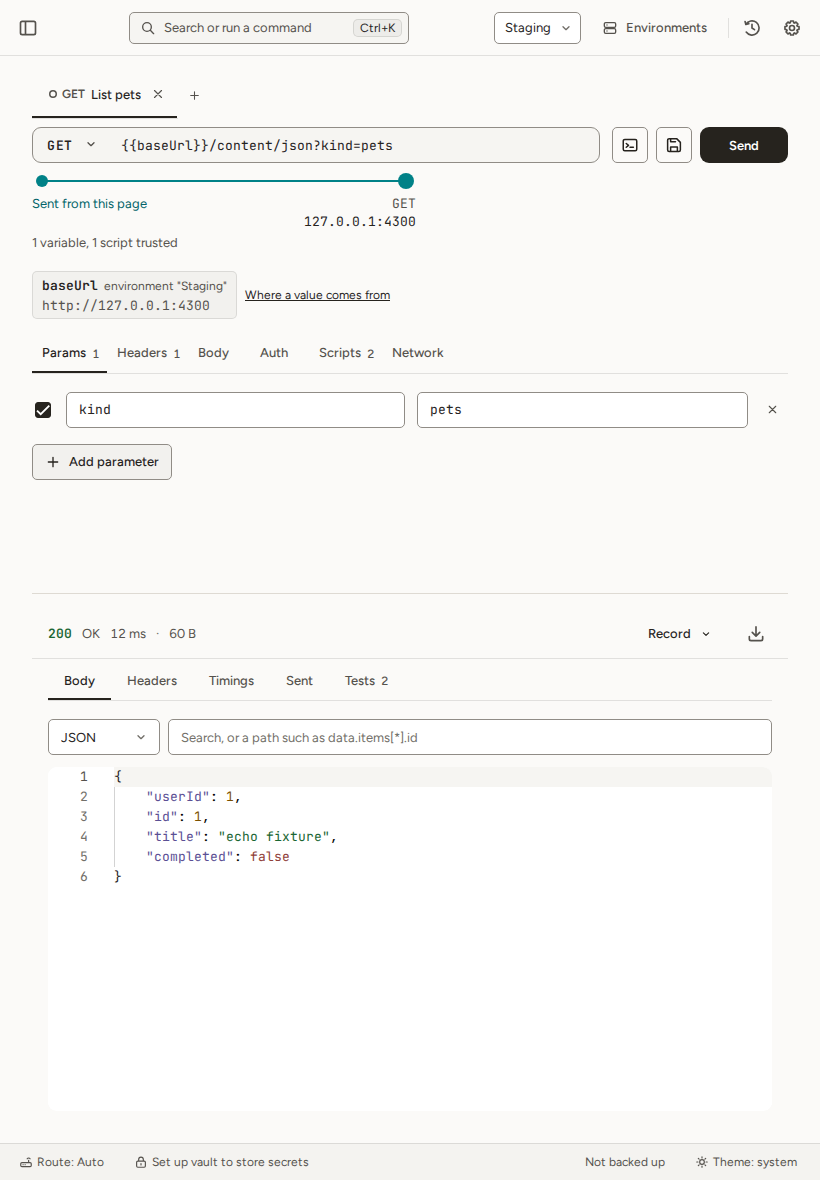 Search or run a command Ctrl+K Staging Environments
GET List pets
GET {{baseUrl}}/content/json?kind=pets Send
Sent from this page GET
127.0.0.1:4300
1 variable, 1 script trusted
baseUrl environment "Staging"
http://127.0.0.1:4300
Where a value comes from
Params 1 Headers 1 Body Auth Scripts 2 Network
kind pets
Add parameter
200 OK 12 ms · 60 B Record
Body Headers Timings Sent Tests 2
JSON Search, or a path such as data.items[*].id
1 {
2 "userId": 1,
3 "id": 1,
4 "title": "echo fixture",
5 "completed": false
6 }
Route: Auto Set up vault to store secrets Not backed up Theme: system